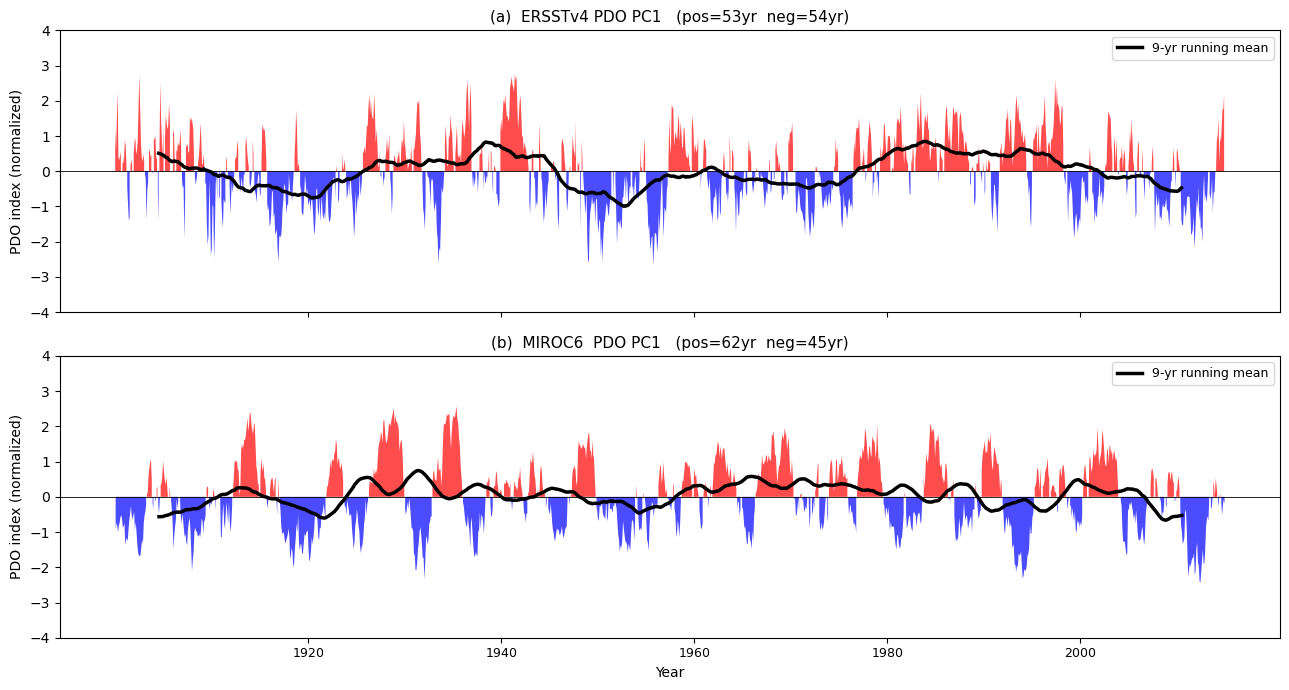 (a)  ERSSTv4 PDO PC1   (pos=53yr  neg=54yr)
4
3
2
1
0
−1
−2
−3
−4
PDO index (normalized)
9-yr running mean
(b)  MIROC6  PDO PC1   (pos=62yr  neg=45yr)
4
3
2
1
0
−1
−2
−3
−4
PDO index (normalized)
9-yr running mean
1920 1940 1960 1980 2000
Year